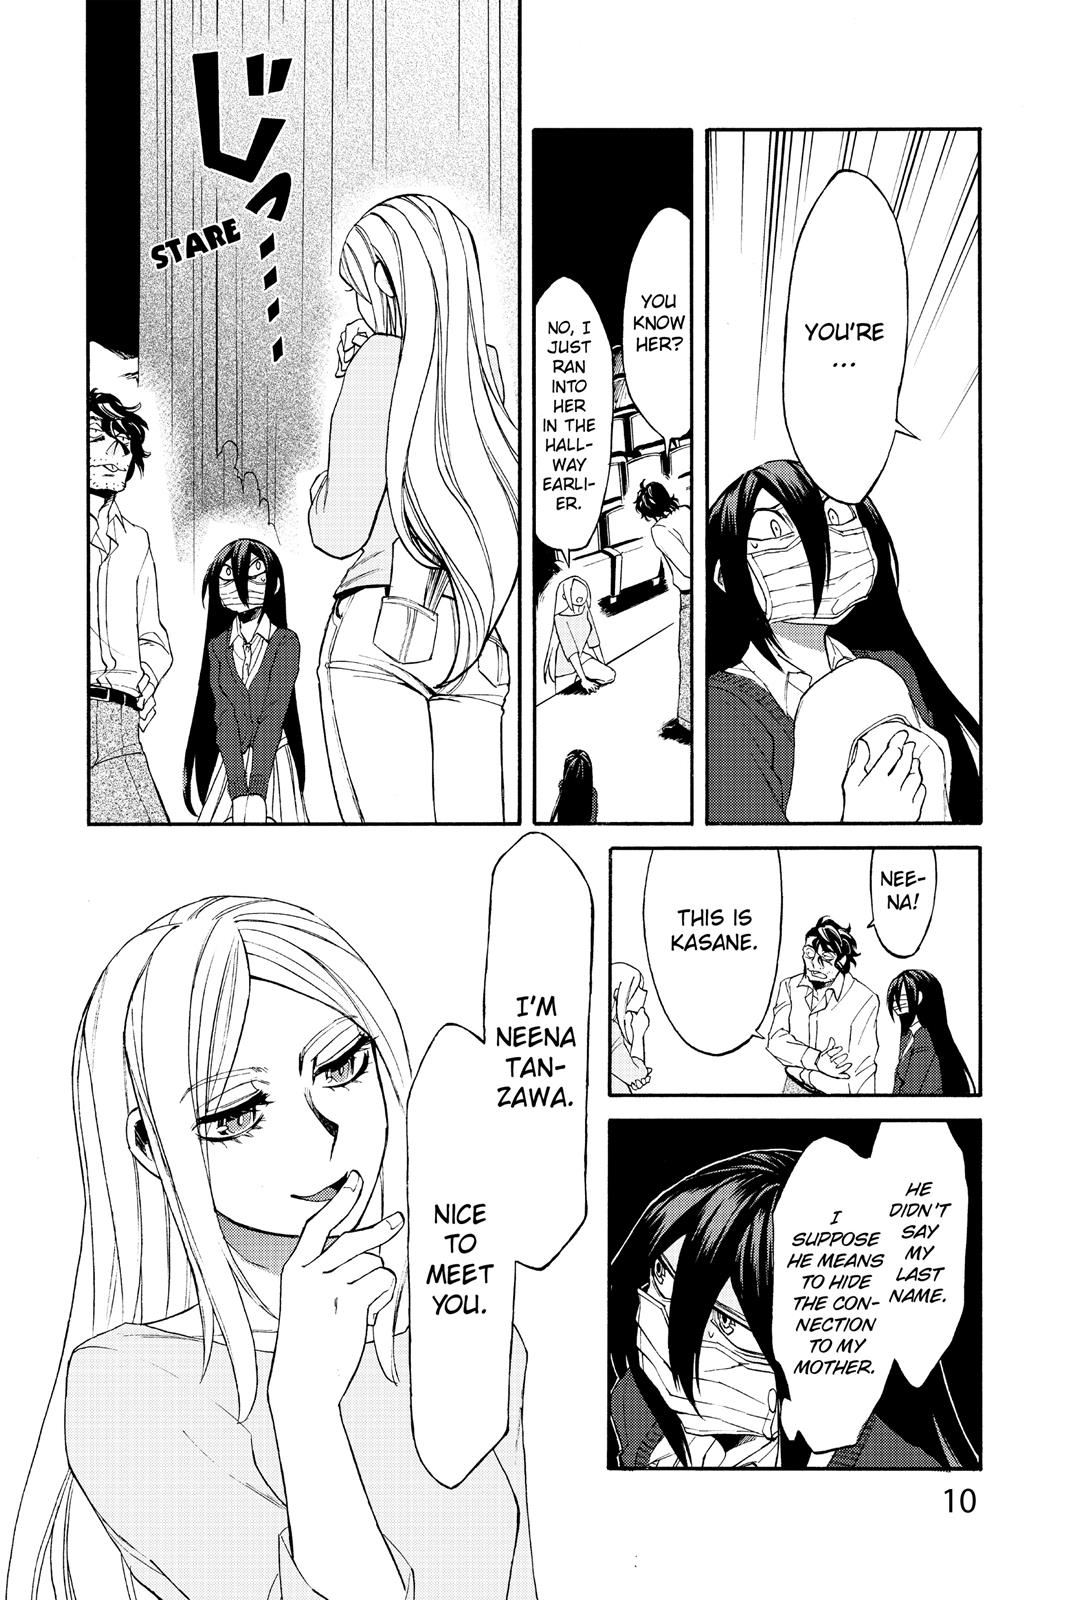 YOU'RE
...
YOU
KNOW
HER?
NO, I
JUST
RAN
INTO
HER
IN THE
HALL-
WAY
EARLI-
ER.
じっ……
STARE
NEE-
NA!
THIS IS
KASANE.
HE
DIDN'T
SAY
MY
LAST
NAME.
I
SUPPOSE
HE MEANS
TO HIDE
THE CON-
NECTION
TO MY
MOTHER.
I'M
NEENA
TAN-
ZAWA.
NICE
TO
MEET
YOU.
10